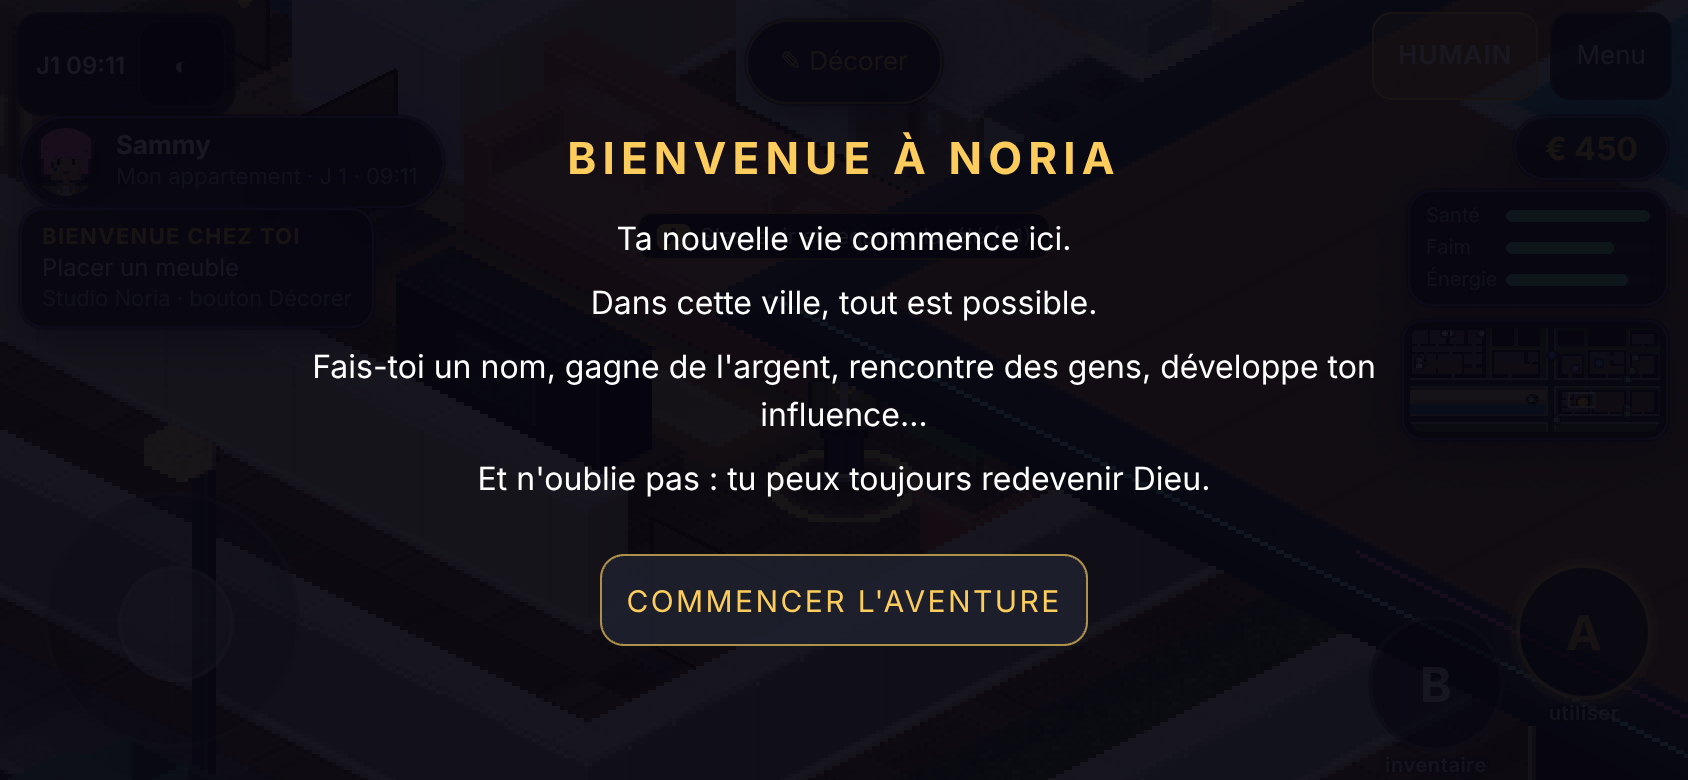 J1 09:11
✎ Décorer
HUMAIN
Menu
Sammy
Mon appartement · J 1 · 09:11
€ 450
BIENVENUE CHEZ TOI
Placer un meuble
Studio Noria · bouton Décorer
Santé
Faim
Énergie
BIENVENUE À NORIA
Ta nouvelle vie commence ici.
Dans cette ville, tout est possible.
Fais-toi un nom, gagne de l'argent, rencontre des gens, développe ton
influence...
Et n'oublie pas : tu peux toujours redevenir Dieu.
COMMENCER L'AVENTURE
A
utiliser
B
inventaire